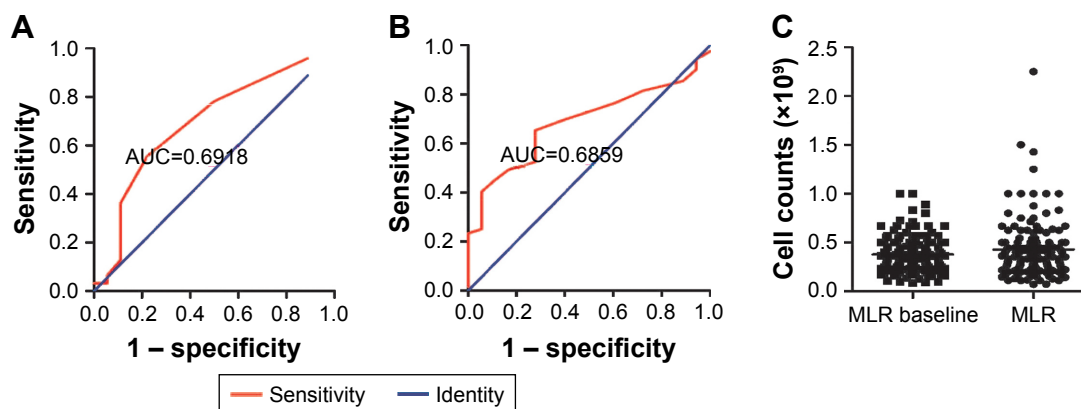 A
Sensitivity
1.0
0.8
0.6
0.4
0.2
0.0
AUC=0.6918
0.0 0.2 0.4 0.6 0.8 1.0
1 – specificity
B
Sensitivity
1.0
0.8
0.6
0.4
0.2
0.0
AUC=0.6859
0.0 0.2 0.4 0.6 0.8 1.0
1 – specificity
C
Cell counts (×10⁹)
2.5
2.0
1.5
1.0
0.5
0.0
MLR baseline MLR
Sensitivity Identity